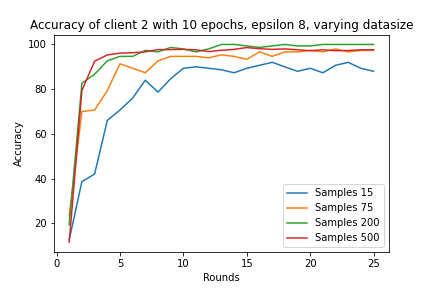 Accuracy of client 2 with 10 epochs, epsilon 8, varying datasize
100
80
60
40
20
Accuracy
0
5
10
15
20
25
Rounds
Samples 15
Samples 75
Samples 200
Samples 500